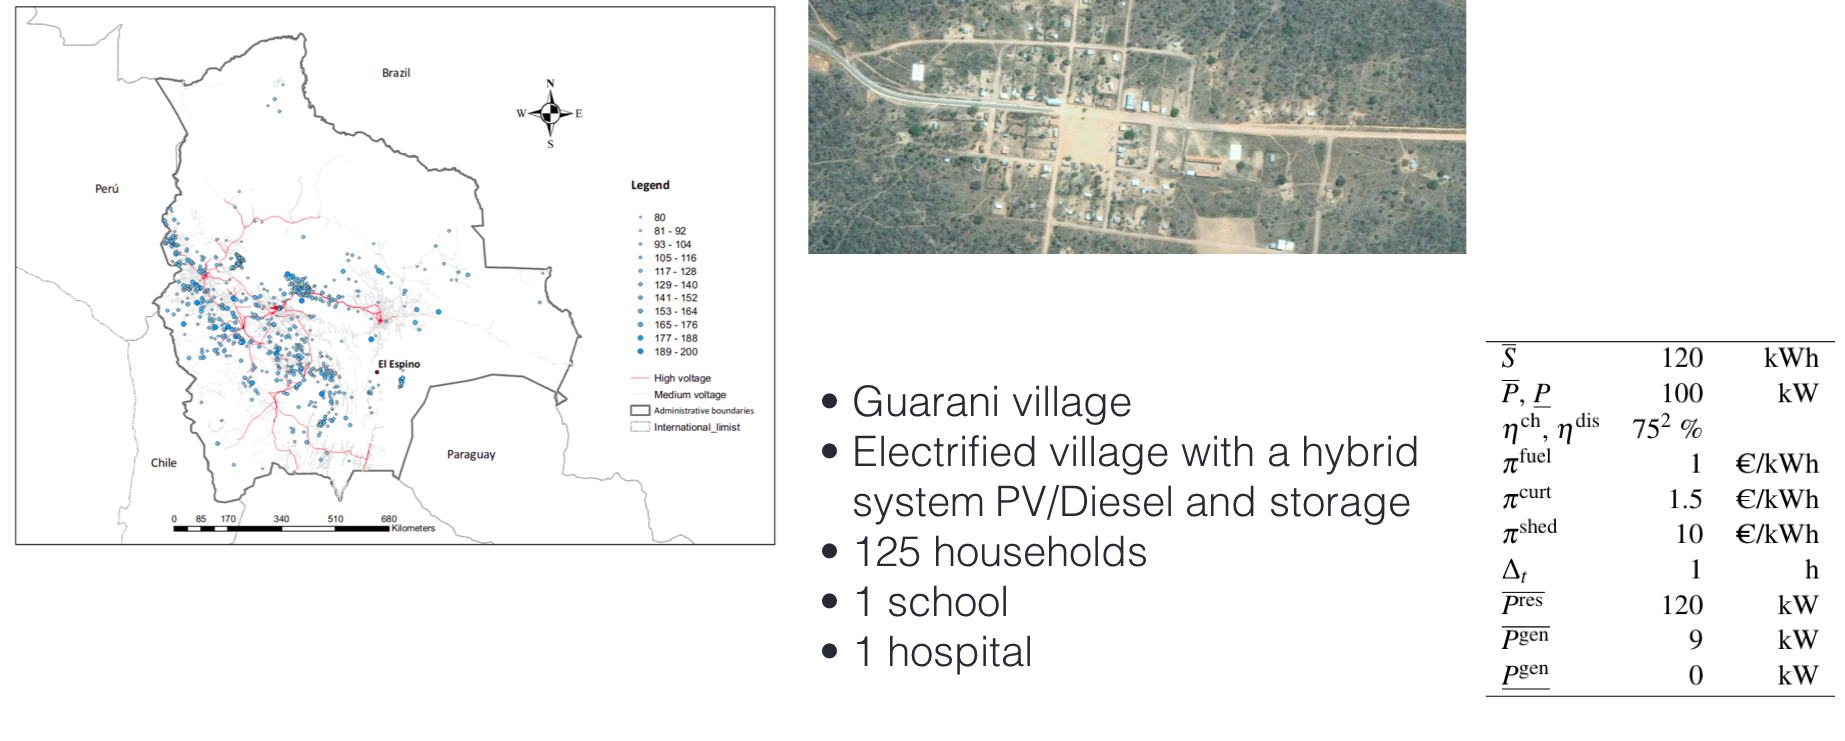 Brazil
N
W E
S
Perú
Legend
80
81 - 92
93 - 104
105 - 116
117 - 128
129 - 140
141 - 152
153 - 164
165 - 176
177 - 188
189 - 200
El Espino
High voltage
Medium voltage
Administrative boundaries
International_limist
Chile
Paraguay
0 85 170 340 510 680
Kilometers
• Guarani village
• Electrified village with a hybrid
system PV/Diesel and storage
• 125 households
• 1 school
• 1 hospital
S̅ 120 kWh
P̅, P̲ 100 kW
η^ch, η^dis 75² %
π^fuel 1 €/kWh
π^curt 1.5 €/kWh
π^shed 10 €/kWh
Δₜ 1 h
P̅^res 120 kW
P̅^gen 9 kW
P̲^gen 0 kW